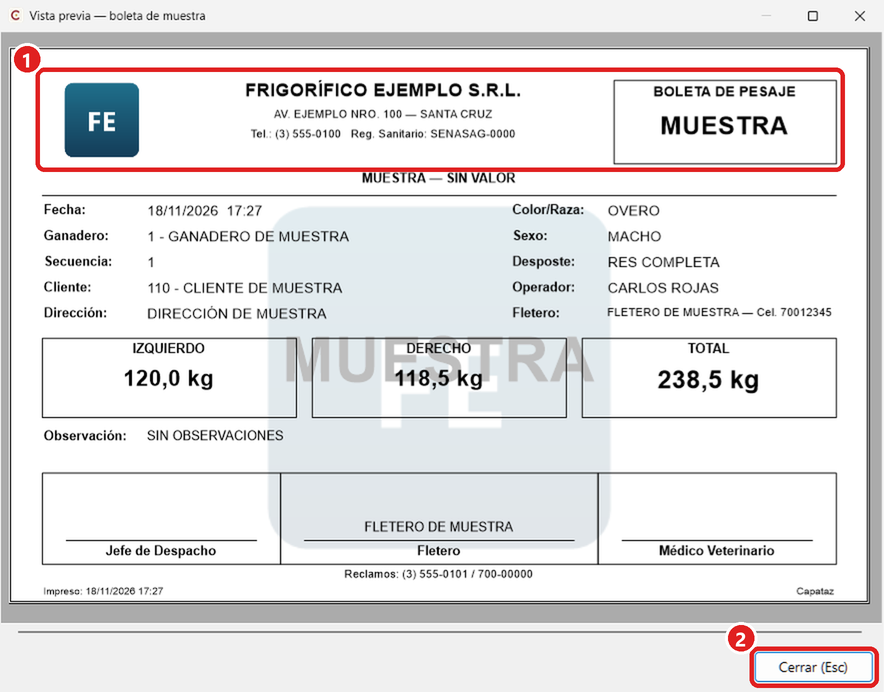 Vista previa — boleta de muestra
1
FE
FRIGORÍFICO EJEMPLO S.R.L.
AV. EJEMPLO NRO. 100 — SANTA CRUZ
Tel.: (3) 555-0100 Reg. Sanitario: SENASAG-0000
BOLETA DE PESAJE
MUESTRA
MUESTRA — SIN VALOR
Fecha: 18/11/2026 17:27 Color/Raza: OVERO
Ganadero: 1 - GANADERO DE MUESTRA Sexo: MACHO
Secuencia: 1 Desposte: RES COMPLETA
Cliente: 110 - CLIENTE DE MUESTRA Operador: CARLOS ROJAS
Dirección: DIRECCIÓN DE MUESTRA Fletero: FLETERO DE MUESTRA — Cel. 70012345
IZQUIERDO DERECHO TOTAL
MUESTRA
120,0 kg 118,5 kg 238,5 kg
FE
Observación: SIN OBSERVACIONES
FLETERO DE MUESTRA
Jefe de Despacho Fletero Médico Veterinario
Reclamos: (3) 555-0101 / 700-00000
Impreso: 18/11/2026 17:27 Capataz
2
Cerrar (Esc)